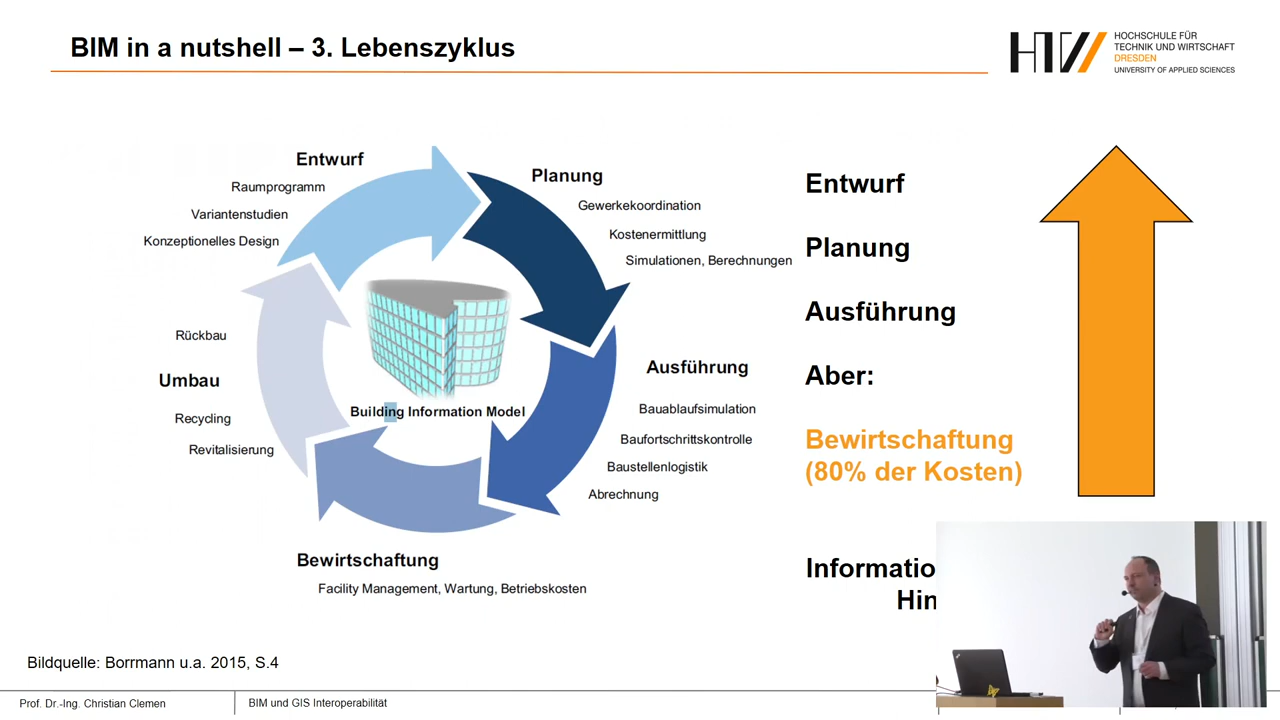 BIM in a nutshell – 3. Lebenszyklus
HOCHSCHULE FÜR
TECHNIK UND WIRTSCHAFT
DRESDEN
UNIVERSITY OF APPLIED SCIENCES
Entwurf
Raumprogramm
Variantenstudien
Konzeptionelles Design
Planung
Gewerkekoordination
Kostenermittlung
Simulationen, Berechnungen
Rückbau
Umbau
Recycling
Revitalisierung
Building Information Model
Ausführung
Bauablaufsimulation
Baufortschrittskontrolle
Baustellenlogistik
Abrechnung
Bewirtschaftung
Facility Management, Wartung, Betriebskosten
Entwurf
Planung
Ausführung
Aber:
Bewirtschaftung
(80% der Kosten)
Informatio
Hin
Bildquelle: Borrmann u.a. 2015, S.4
Prof. Dr.-Ing. Christian Clemen
BIM und GIS Interoperabilität